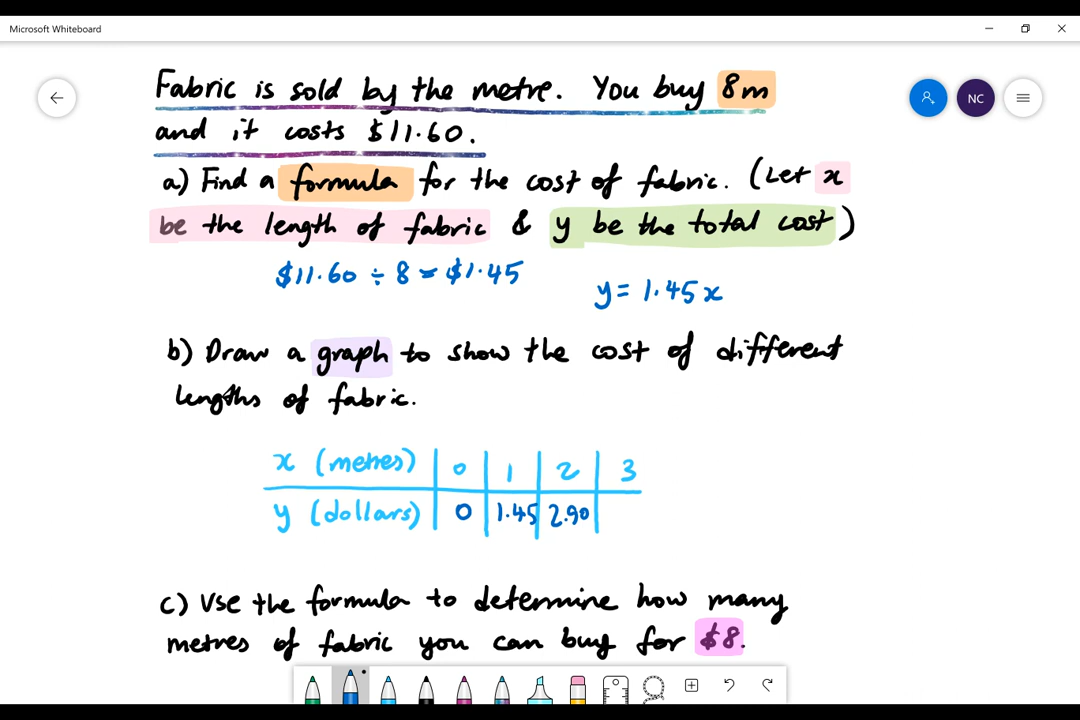 Microsoft Whiteboard
Fabric is sold by the metre. You buy 8m
NC
and it costs $11.60.
a) Find a formula for the cost of fabric. (Let x
be the length of fabric & y be the total cost)
$11.60 ÷ 8 = $1.45
y = 1.45x
b) Draw a graph to show the cost of different
lengths of fabric.
x (metres) 0 1 2 3
y (dollars) 0 1.45 2.90
c) Use the formula to determine how many
metres of fabric you can buy for $8.